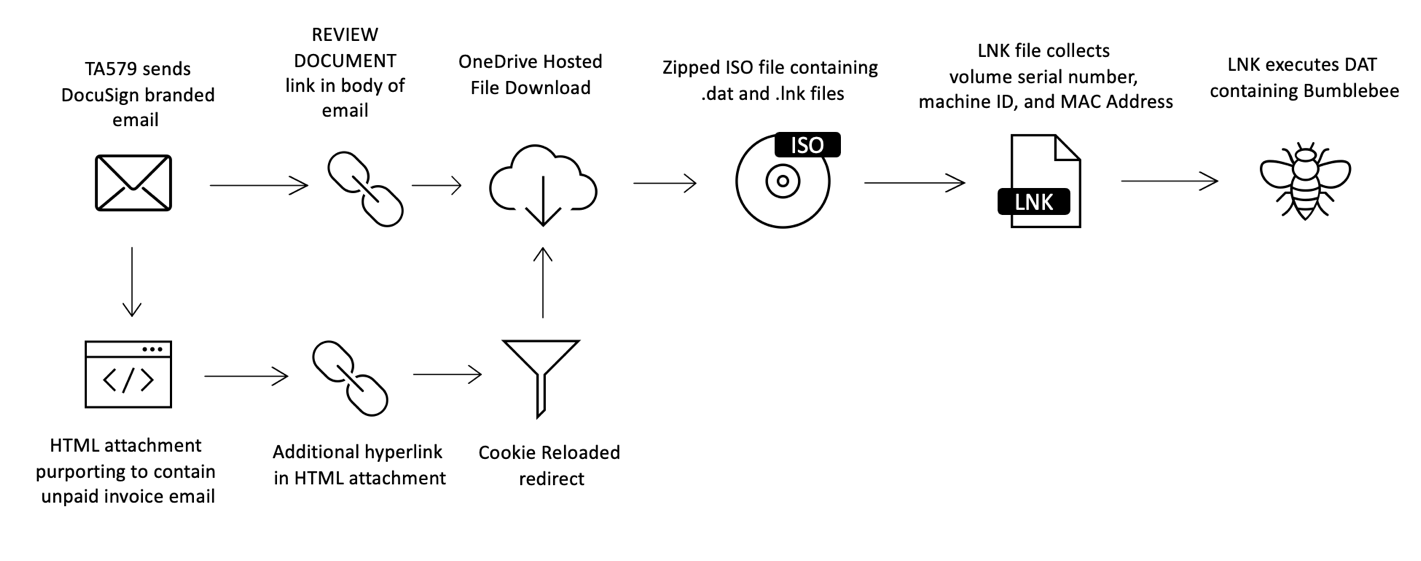 TA579 sends
DocuSign branded
email
REVIEW
DOCUMENT
link in body of
email
OneDrive Hosted
File Download
Zipped ISO file containing
.dat and .lnk files
ISO
LNK file collects
volume serial number,
machine ID, and MAC Address
LNK
LNK executes DAT
containing Bumblebee
</>
HTML attachment
purporting to contain
unpaid invoice email
Additional hyperlink
in HTML attachment
Cookie Reloaded
redirect